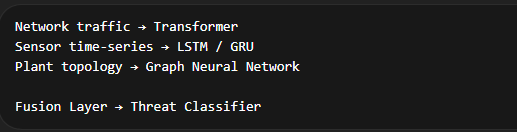 Network traffic → Transformer
Sensor time-series → LSTM / GRU
Plant topology → Graph Neural Network
Fusion Layer → Threat Classifier